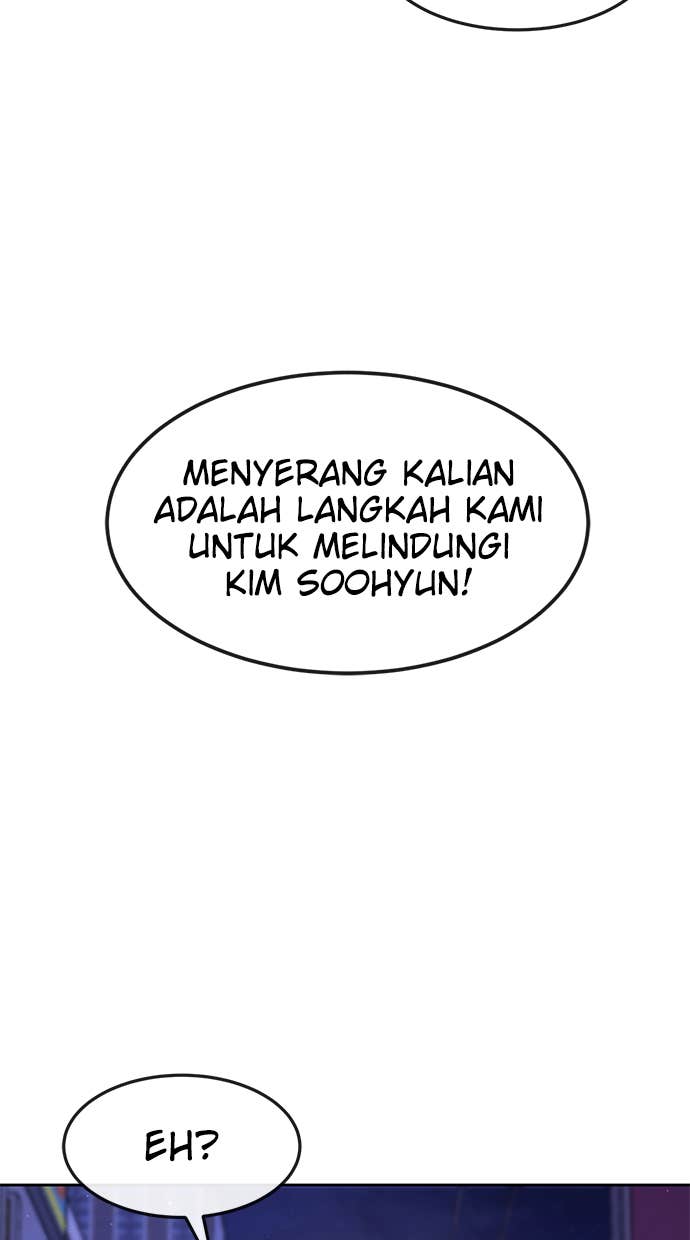 MENYERANG KALIAN
ADALAH LANGKAH KAMI
UNTUK MELINDUNGI
KIM SOOHYUN!
EH?